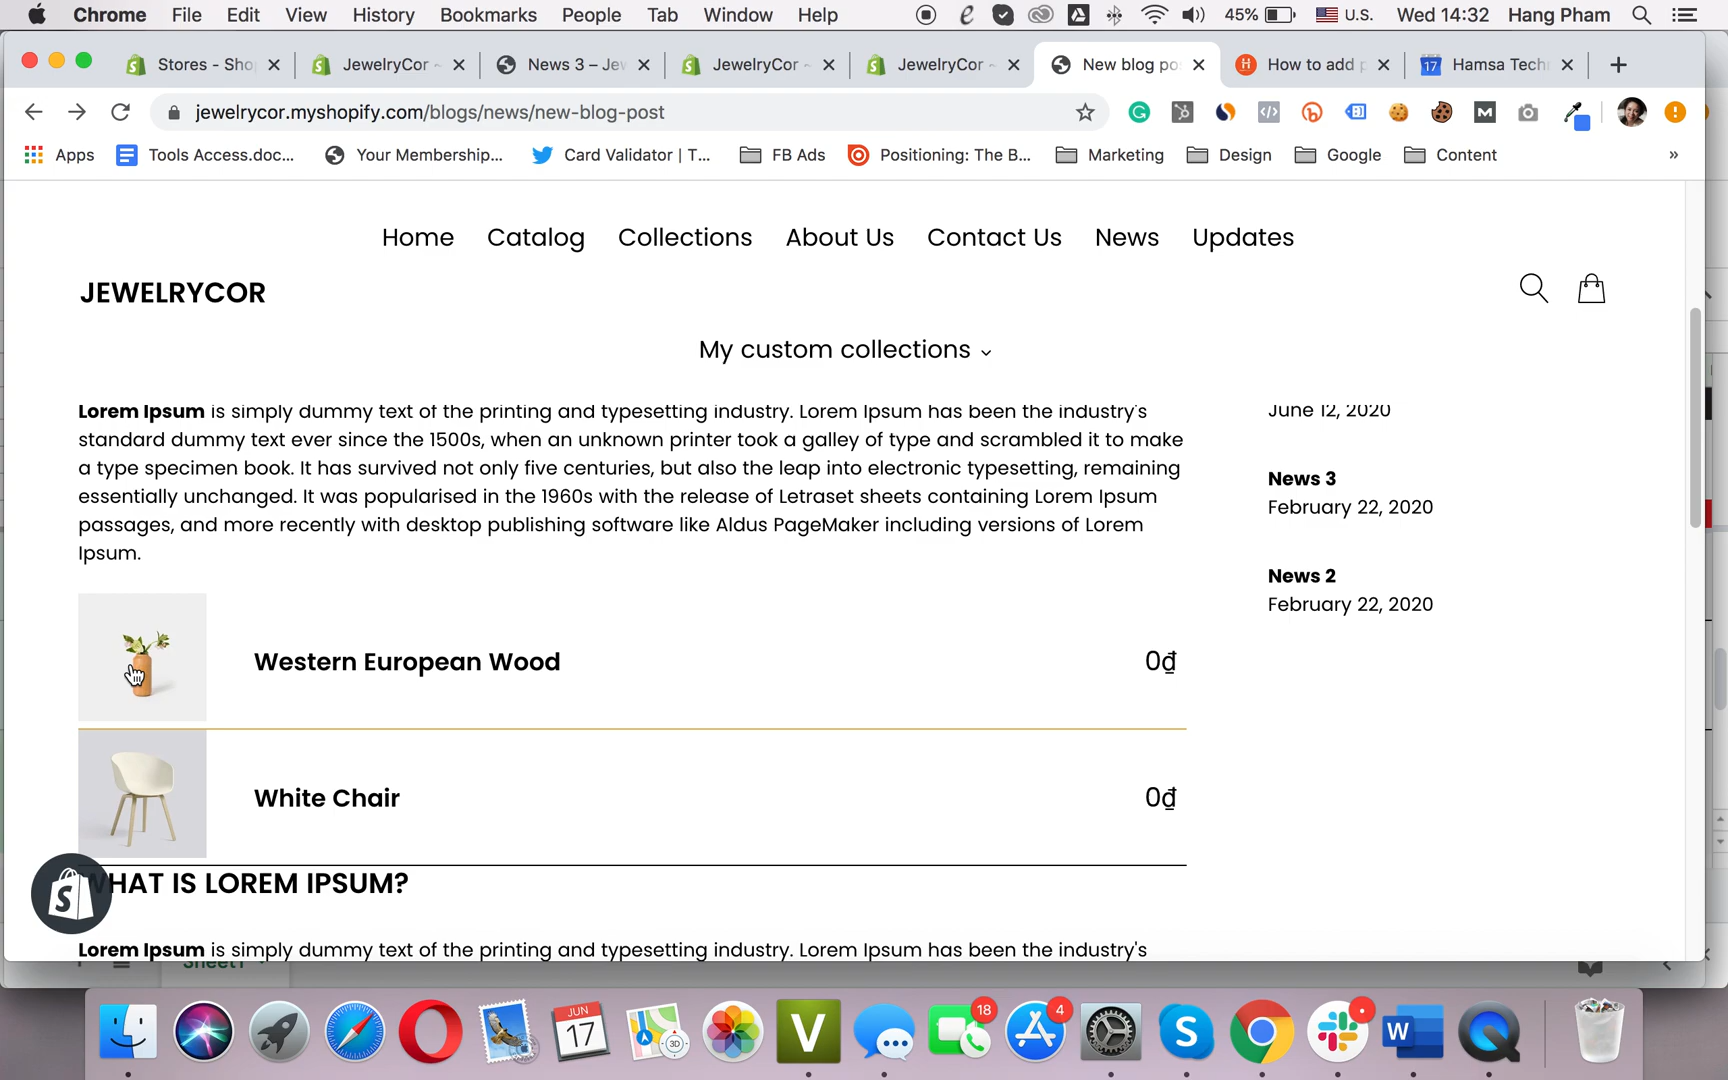 Chrome File Edit View History Bookmarks People Tab Window Help 45% U.S. Wed 14:32 Hang Pham
Stores - Sho JewelryCor ~ News 3 – Jew JewelryCor ~ JewelryCor ~ New blog po How to add p 17 Hamsa Tech
jewelrycor.myshopify.com/blogs/news/new-blog-post
Apps Tools Access.doc... Your Membership... Card Validator | T... FB Ads Positioning: The B... Marketing Design Google Content »
Home Catalog Collections About Us Contact Us News Updates
JEWELRYCOR
My custom collections
Lorem Ipsum is simply dummy text of the printing and typesetting industry. Lorem Ipsum has been the industry's
standard dummy text ever since the 1500s, when an unknown printer took a galley of type and scrambled it to make
a type specimen book. It has survived not only five centuries, but also the leap into electronic typesetting, remaining
essentially unchanged. It was popularised in the 1960s with the release of Letraset sheets containing Lorem Ipsum
passages, and more recently with desktop publishing software like Aldus PageMaker including versions of Lorem
Ipsum.
June 12, 2020
News 3
February 22, 2020
News 2
February 22, 2020
Western European Wood 0₫
White Chair 0₫
WHAT IS LOREM IPSUM?
Lorem Ipsum is simply dummy text of the printing and typesetting industry. Lorem Ipsum has been the industry's
Sheet1
JUN
17
3D
V
18
4
S
W